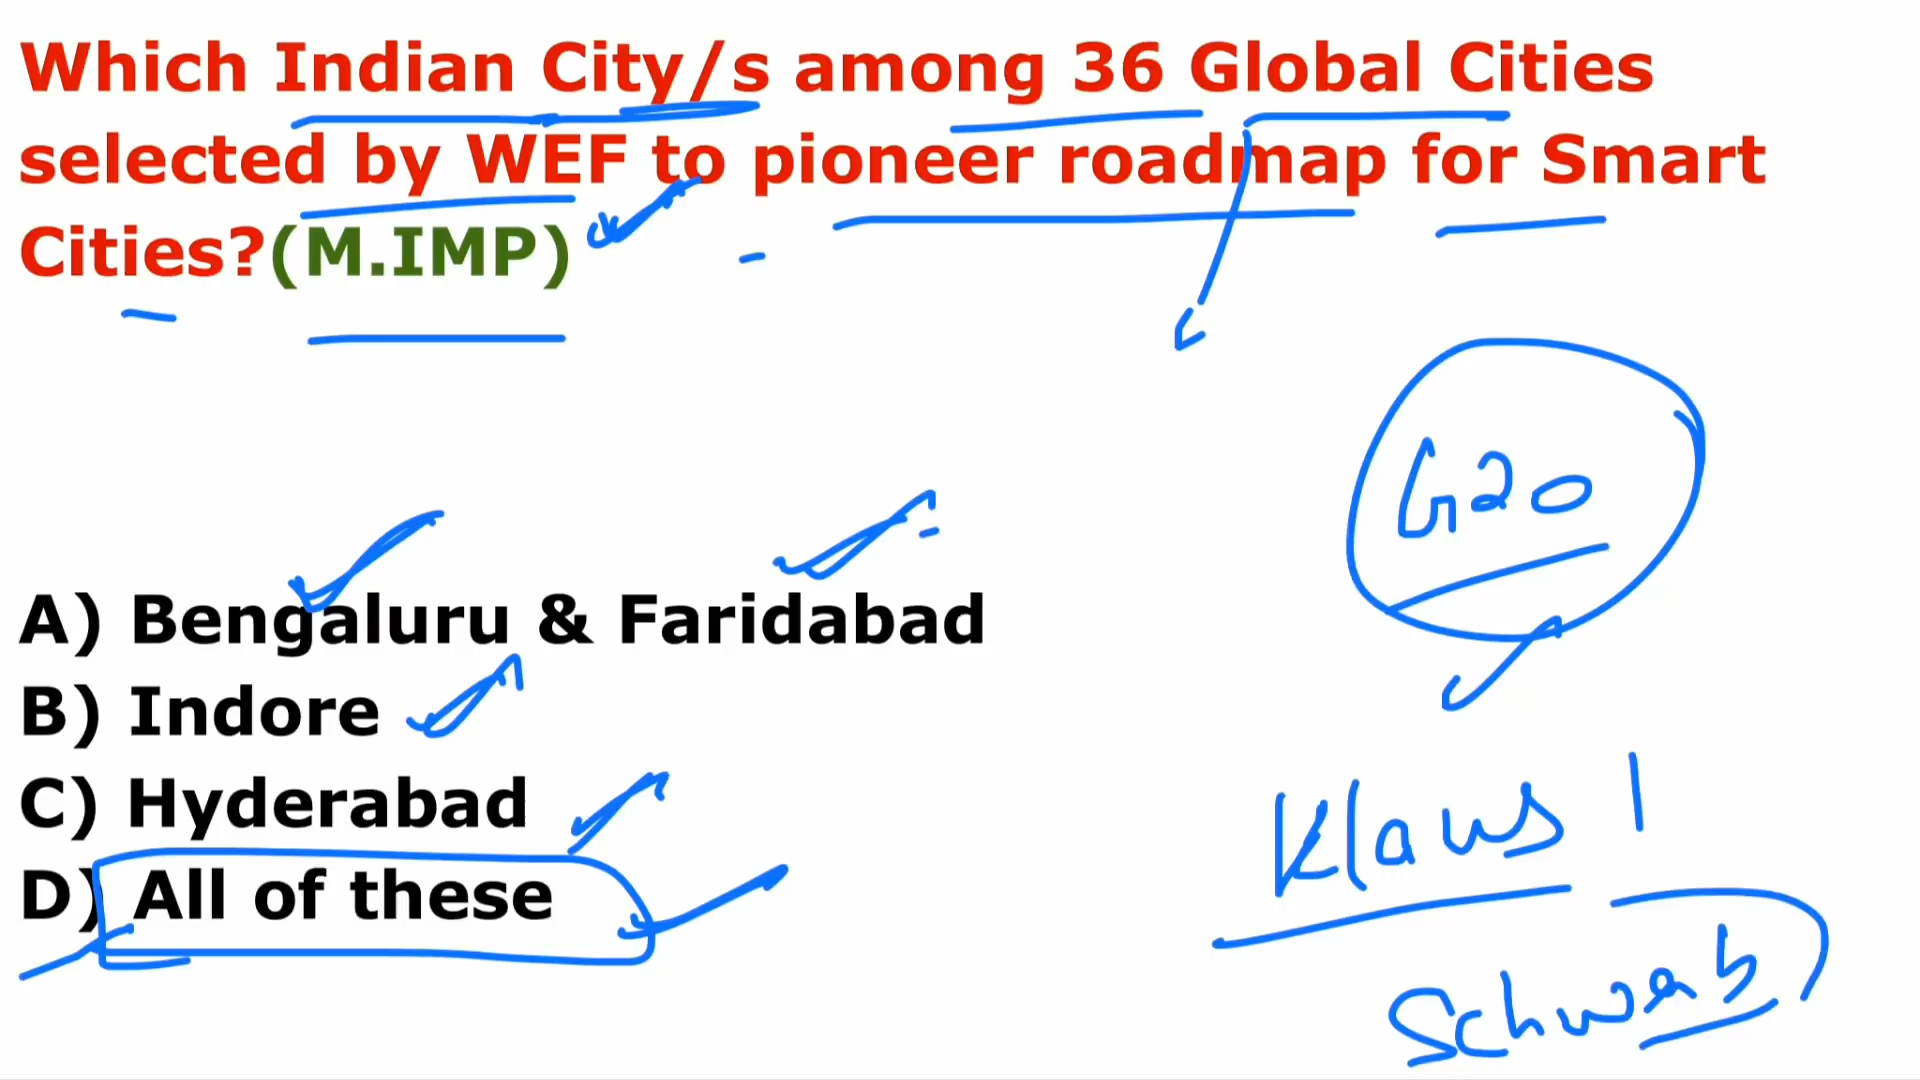 Which Indian City/s among 36 Global Cities
selected by WEF to pioneer roadmap for Smart
Cities?(M.IMP)
G20
A) Bengaluru & Faridabad
B) Indore
C) Hyderabad
D) All of these
Klaus
Schwab